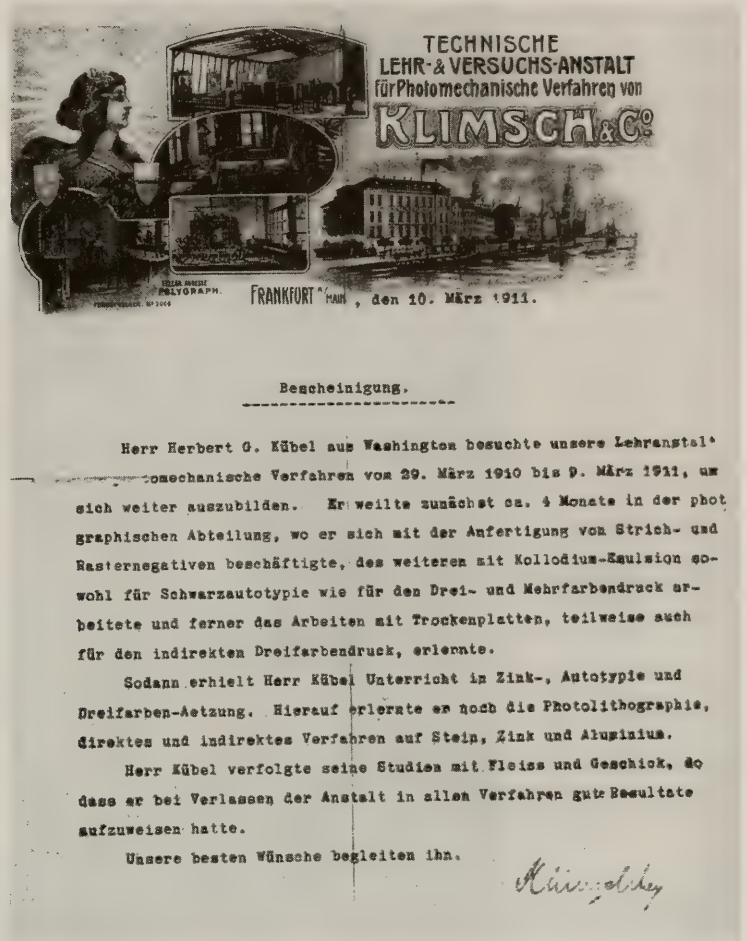 TECHNISCHE
LEHR-& VERSUCHS-ANSTALT
für Photomechanische Verfahren von
KLIMSCH & Co.
POLYGRAPH.
FRANKFURT a/MAIN, den 10. März 1911.
Bescheinigung.
Herr Herbert G. Kübel aus Washington besuchte unsere Lehranstal
tomechanische Verfahren vom 29. März 1910 bis 9. März 1911, um
sich weiter auszubilden. Er weilte zunächst ca. 4 Monate in der phot
graphischen Abteilung, wo er sich mit der Anfertigung von Strich- und
Rasternegativen beschäftigte, des weiteren mit Kollodium-Emulsion so-
wohl für Schwarzautotypie wie für den Drei- und Mehrfarbendruck ar-
beitete und ferner das Arbeiten mit Trockenplatten, teilweise auch
für den indirekten Dreifarbendruck, erlernte.
Sodann erhielt Herr Kübel Unterricht in Zink-, Autotypie und
Dreifarben-Aetzung. Hierauf erlernte er noch die Photolithographie,
direktes und indirektes Verfahren auf Stein, Zink und Aluminium.
Herr Kübel verfolgte seine Studien mit Fleiss und Geschick, so
dass er bei Verlassen der Anstalt in allen Verfahren gute Resultate
aufzuweisen hatte.
Unsere besten Wünsche begleiten ihn.